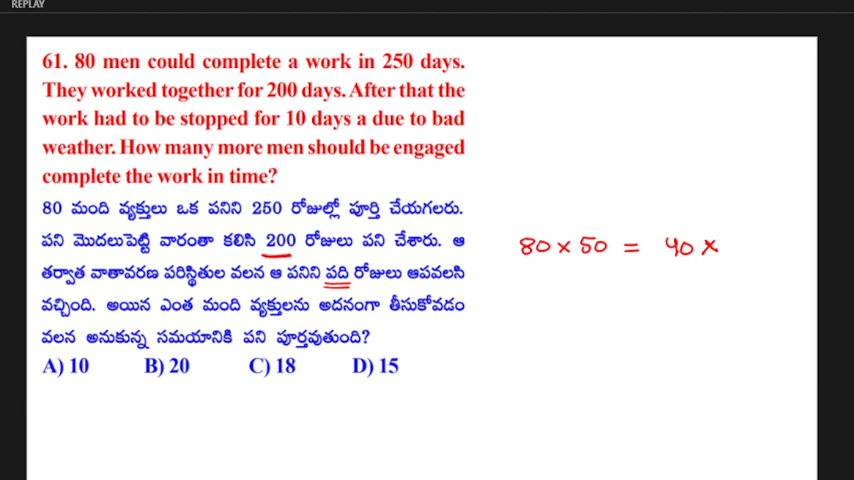 REPLAY
61. 80 men could complete a work in 250 days.
They worked together for 200 days. After that the
work had to be stopped for 10 days a due to bad
weather. How many more men should be engaged
complete the work in time?
80 మంది వ్యక్తులు ఒక పనిని 250 రోజుల్లో పూర్తి చేయగలరు.
పని మొదలుపెట్టి వారంతా కలిసి 200 రోజులు పని చేశారు. ఆ
తర్వాత వాతావరణ పరిస్థితుల వలన ఆ పనిని పది రోజులు ఆపవలసి
వచ్చింది. అయిన ఎంత మంది వ్యక్తులను అదనంగా తీసుకోవడం
వలన అనుకున్న సమయానికి పని పూర్తవుతుంది?
A) 10 B) 20 C) 18 D) 15
80 × 50 = 40 ×